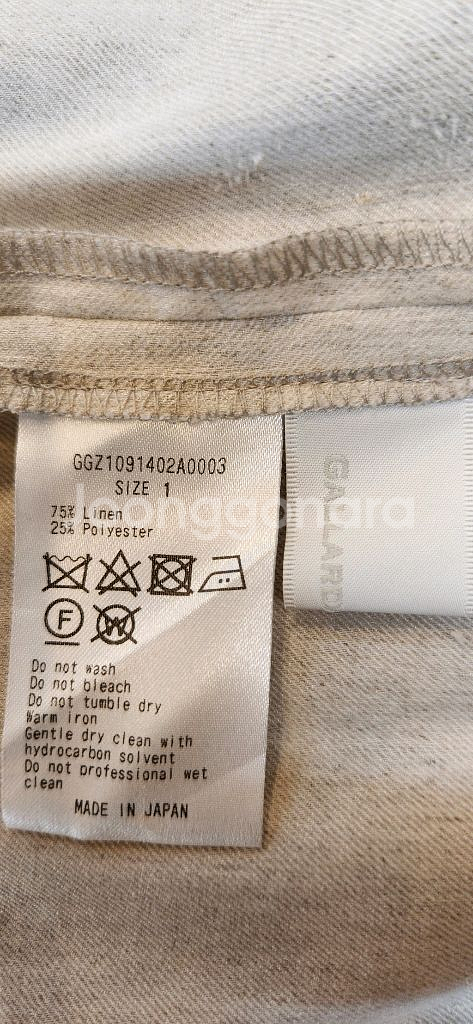 GGZ1091402A0003
SIZE 1
75% Linen
25% Polyester
F
W
Do not wash
Do not bleach
Do not tumble dry
Warm iron
Gentle dry clean with
hydrocarbon solvent
Do not professional wet
clean
MADE IN JAPAN
GALLARD
joonggonara